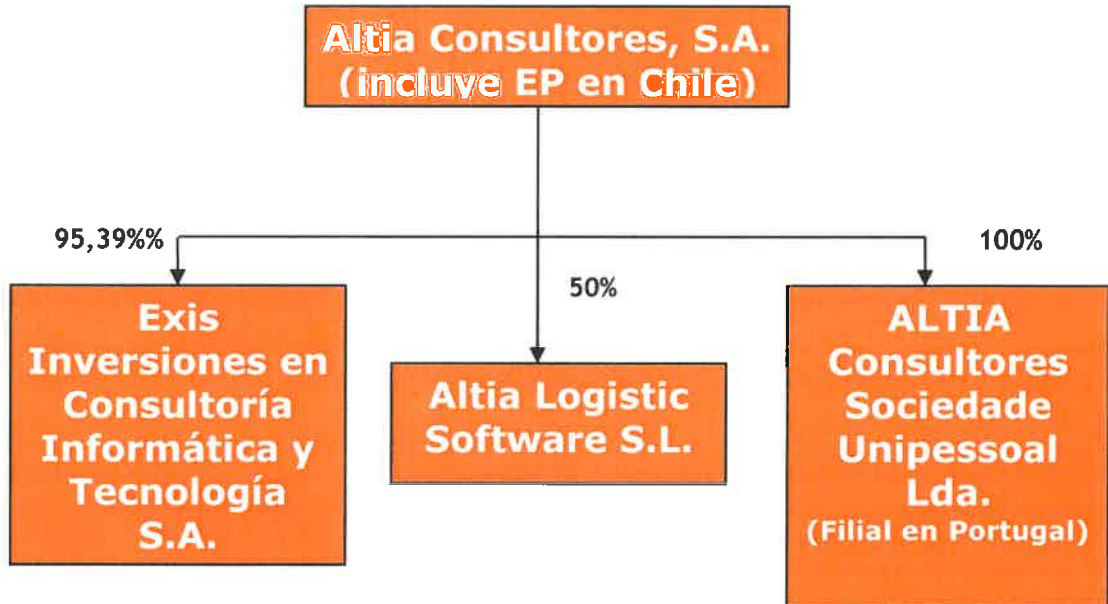 Altia Consultores, S.A.
(incluye EP en Chile)
95,39%%
50%
100%
Exis
Inversiones en
Consultoría
Informática y
Tecnología
S.A.
Altia Logistic
Software S.L.
ALTIA
Consultores
Sociedade
Unipessoal
Lda.
(Filial en Portugal)